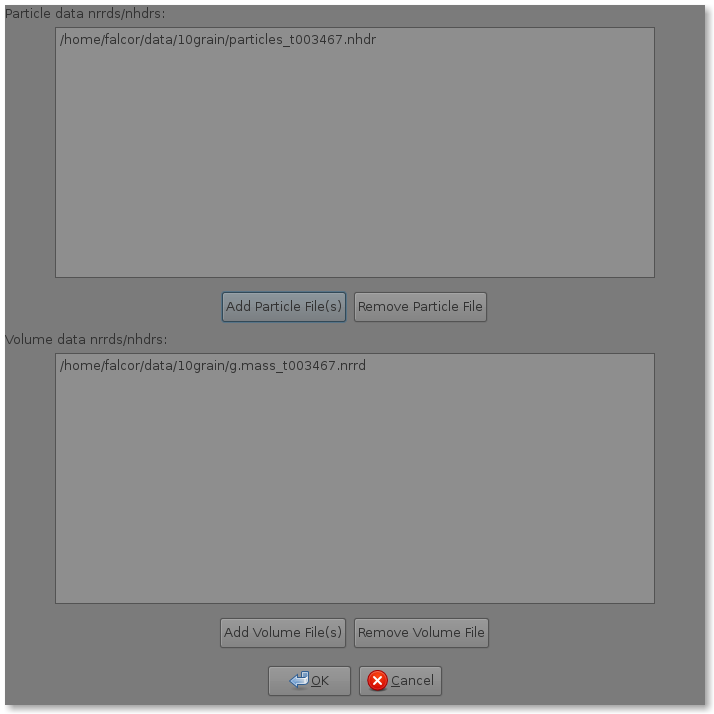 Particle data nrrds/nhdrs:
/home/falcor/data/10grain/particles_t003467.nhdr
Add Particle File(s) Remove Particle File
Volume data nrrds/nhdrs:
/home/falcor/data/10grain/g.mass_t003467.nrrd
Add Volume File(s) Remove Volume File
OK Cancel